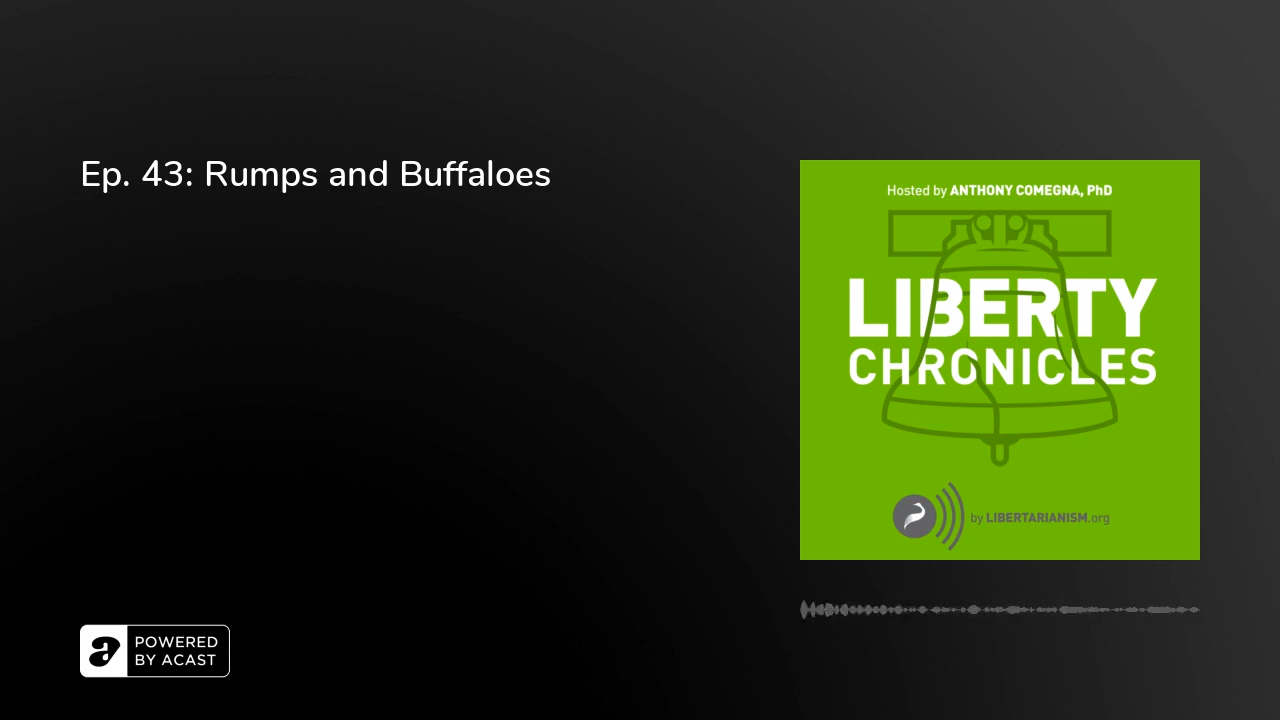 Ep. 43: Rumps and Buffaloes
Hosted by ANTHONY COMEGNA, PhD
LIBERTY
CHRONICLES
by LIBERTARIANISM.org
POWERED
BY ACAST